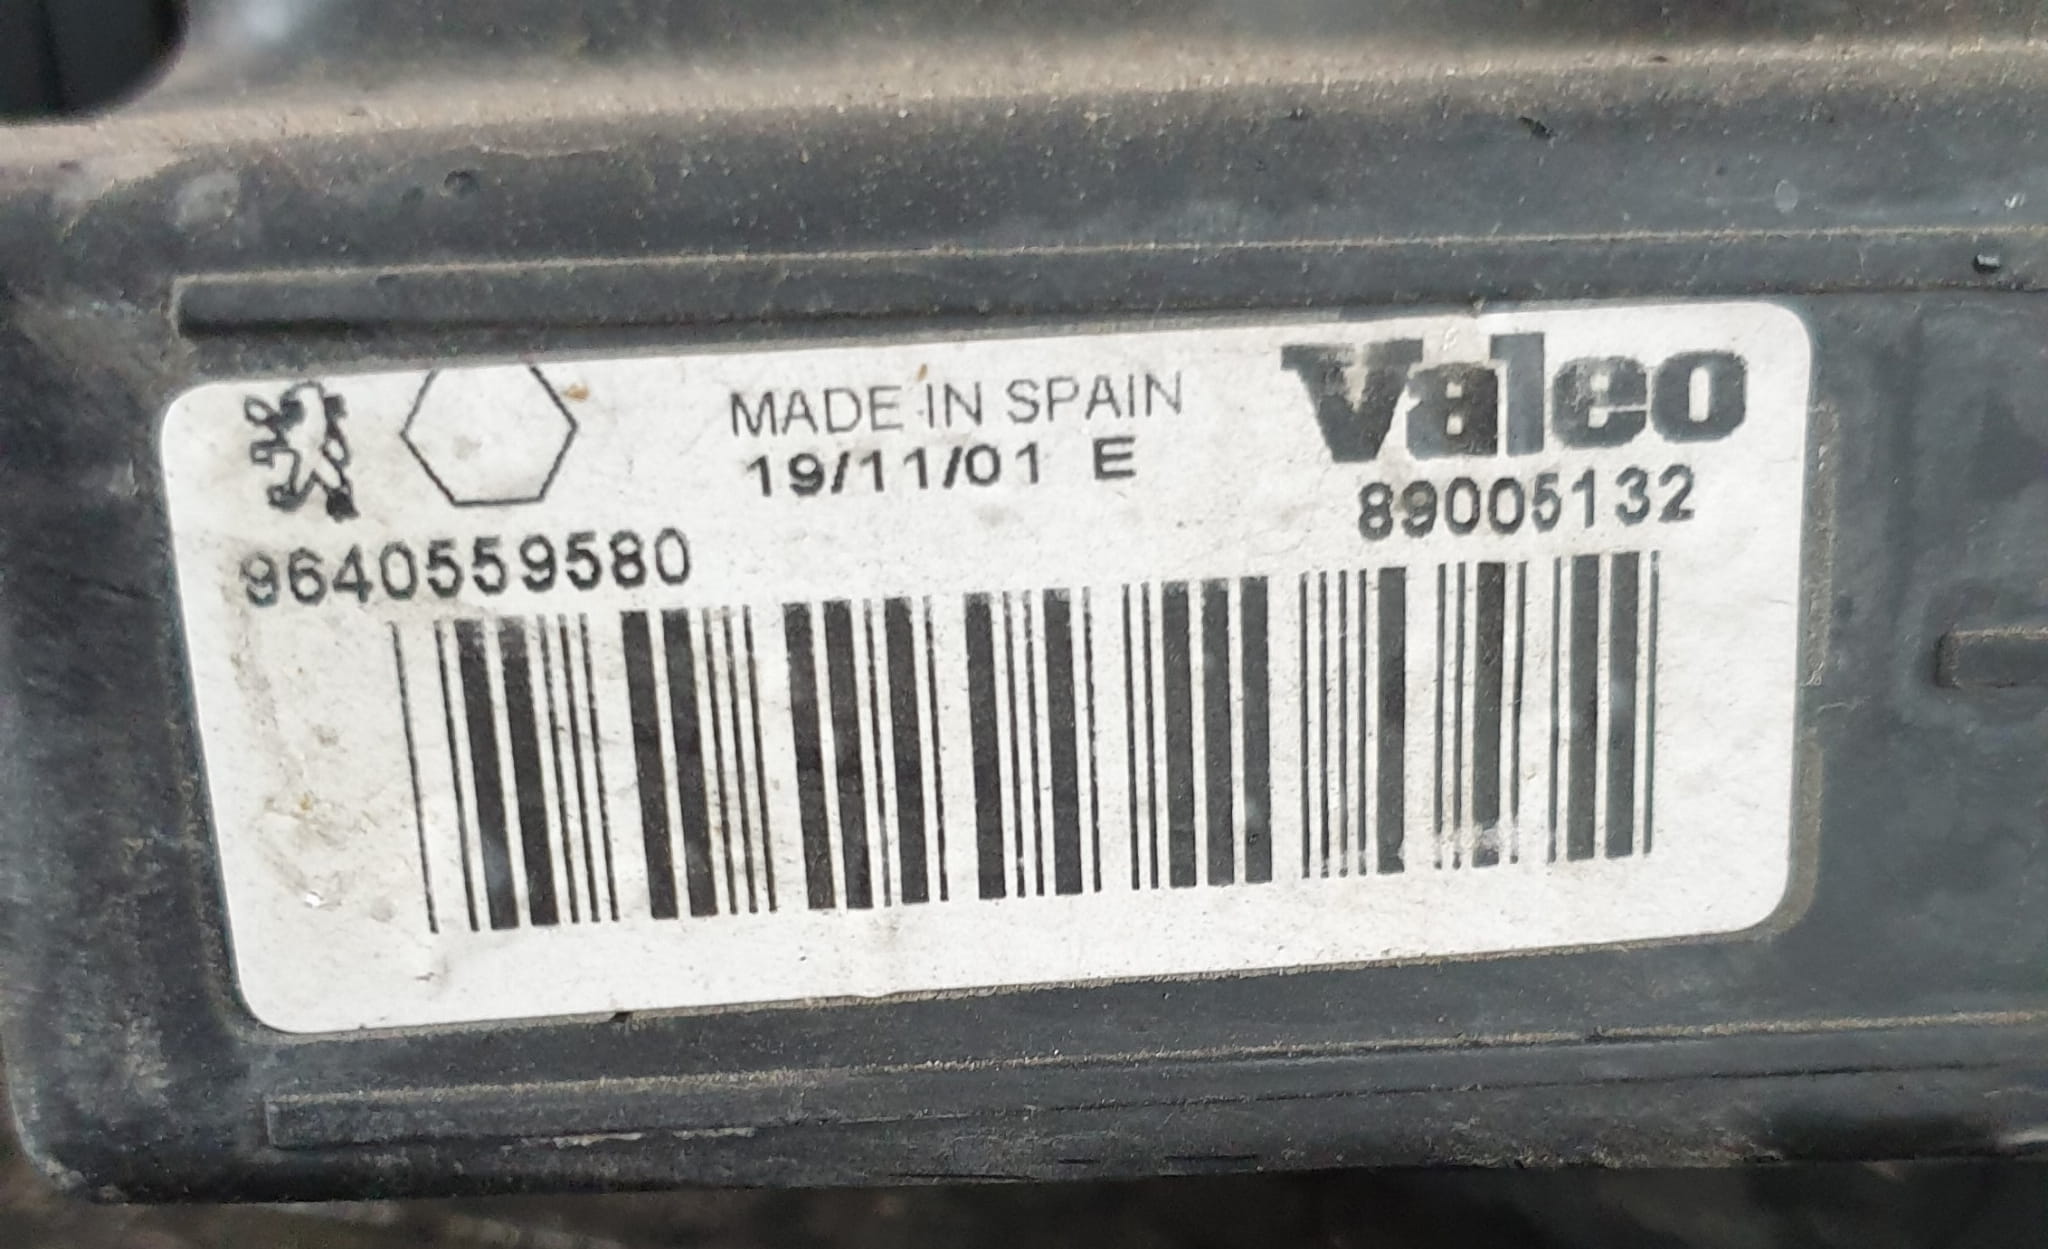 MADE IN SPAIN
Valeo
19/11/01 E
89005132
9640559580